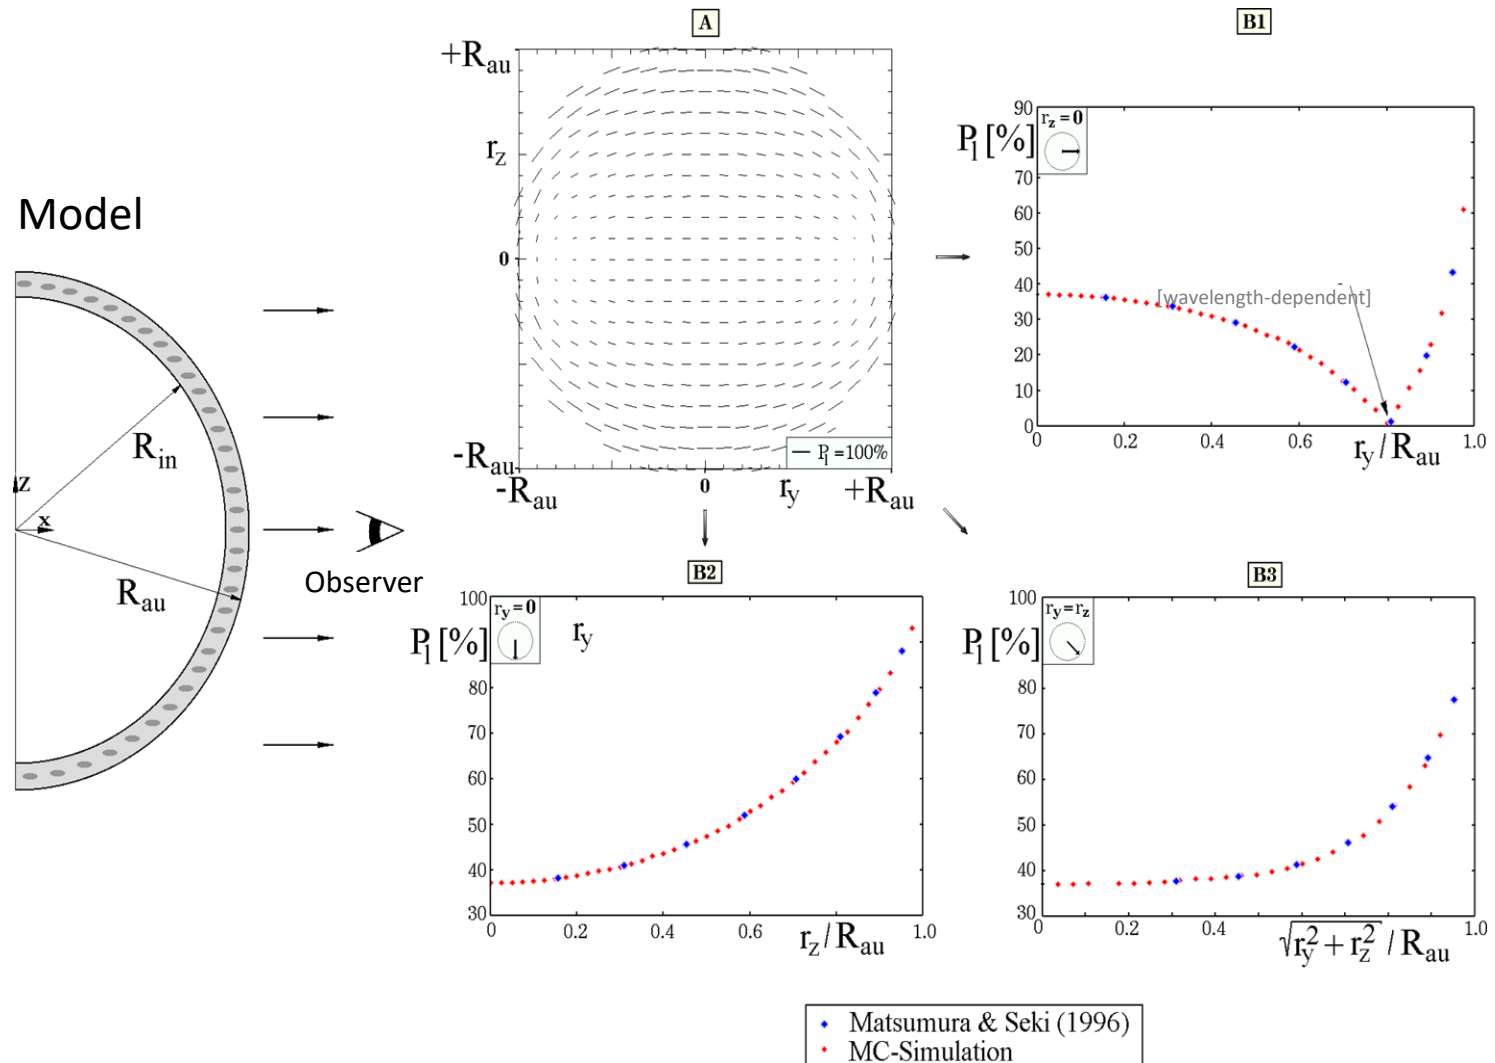 Model
R_in
z
x
R_au
Observer
A
+R_au
r_z
0
-R_au
P_l =100%
-R_au
0
r_y
+R_au
B1
90
r_z = 0
P_l [%]
70
60
50
40
[wavelength-dependent]
30
20
10
0
0
0.2
0.4
0.6
0.8
1.0
r_y / R_au
B2
100
r_y = 0
r_y
P_l [%]
80
70
60
50
40
30
0
0.2
0.4
0.6
1.0
r_z / R_au
B3
100
r_y = r_z
P_l [%]
80
70
60
50
40
30
0
0.2
0.4
1.0
√r_y² + r_z² / R_au
Matsumura & Seki (1996)
MC-Simulation